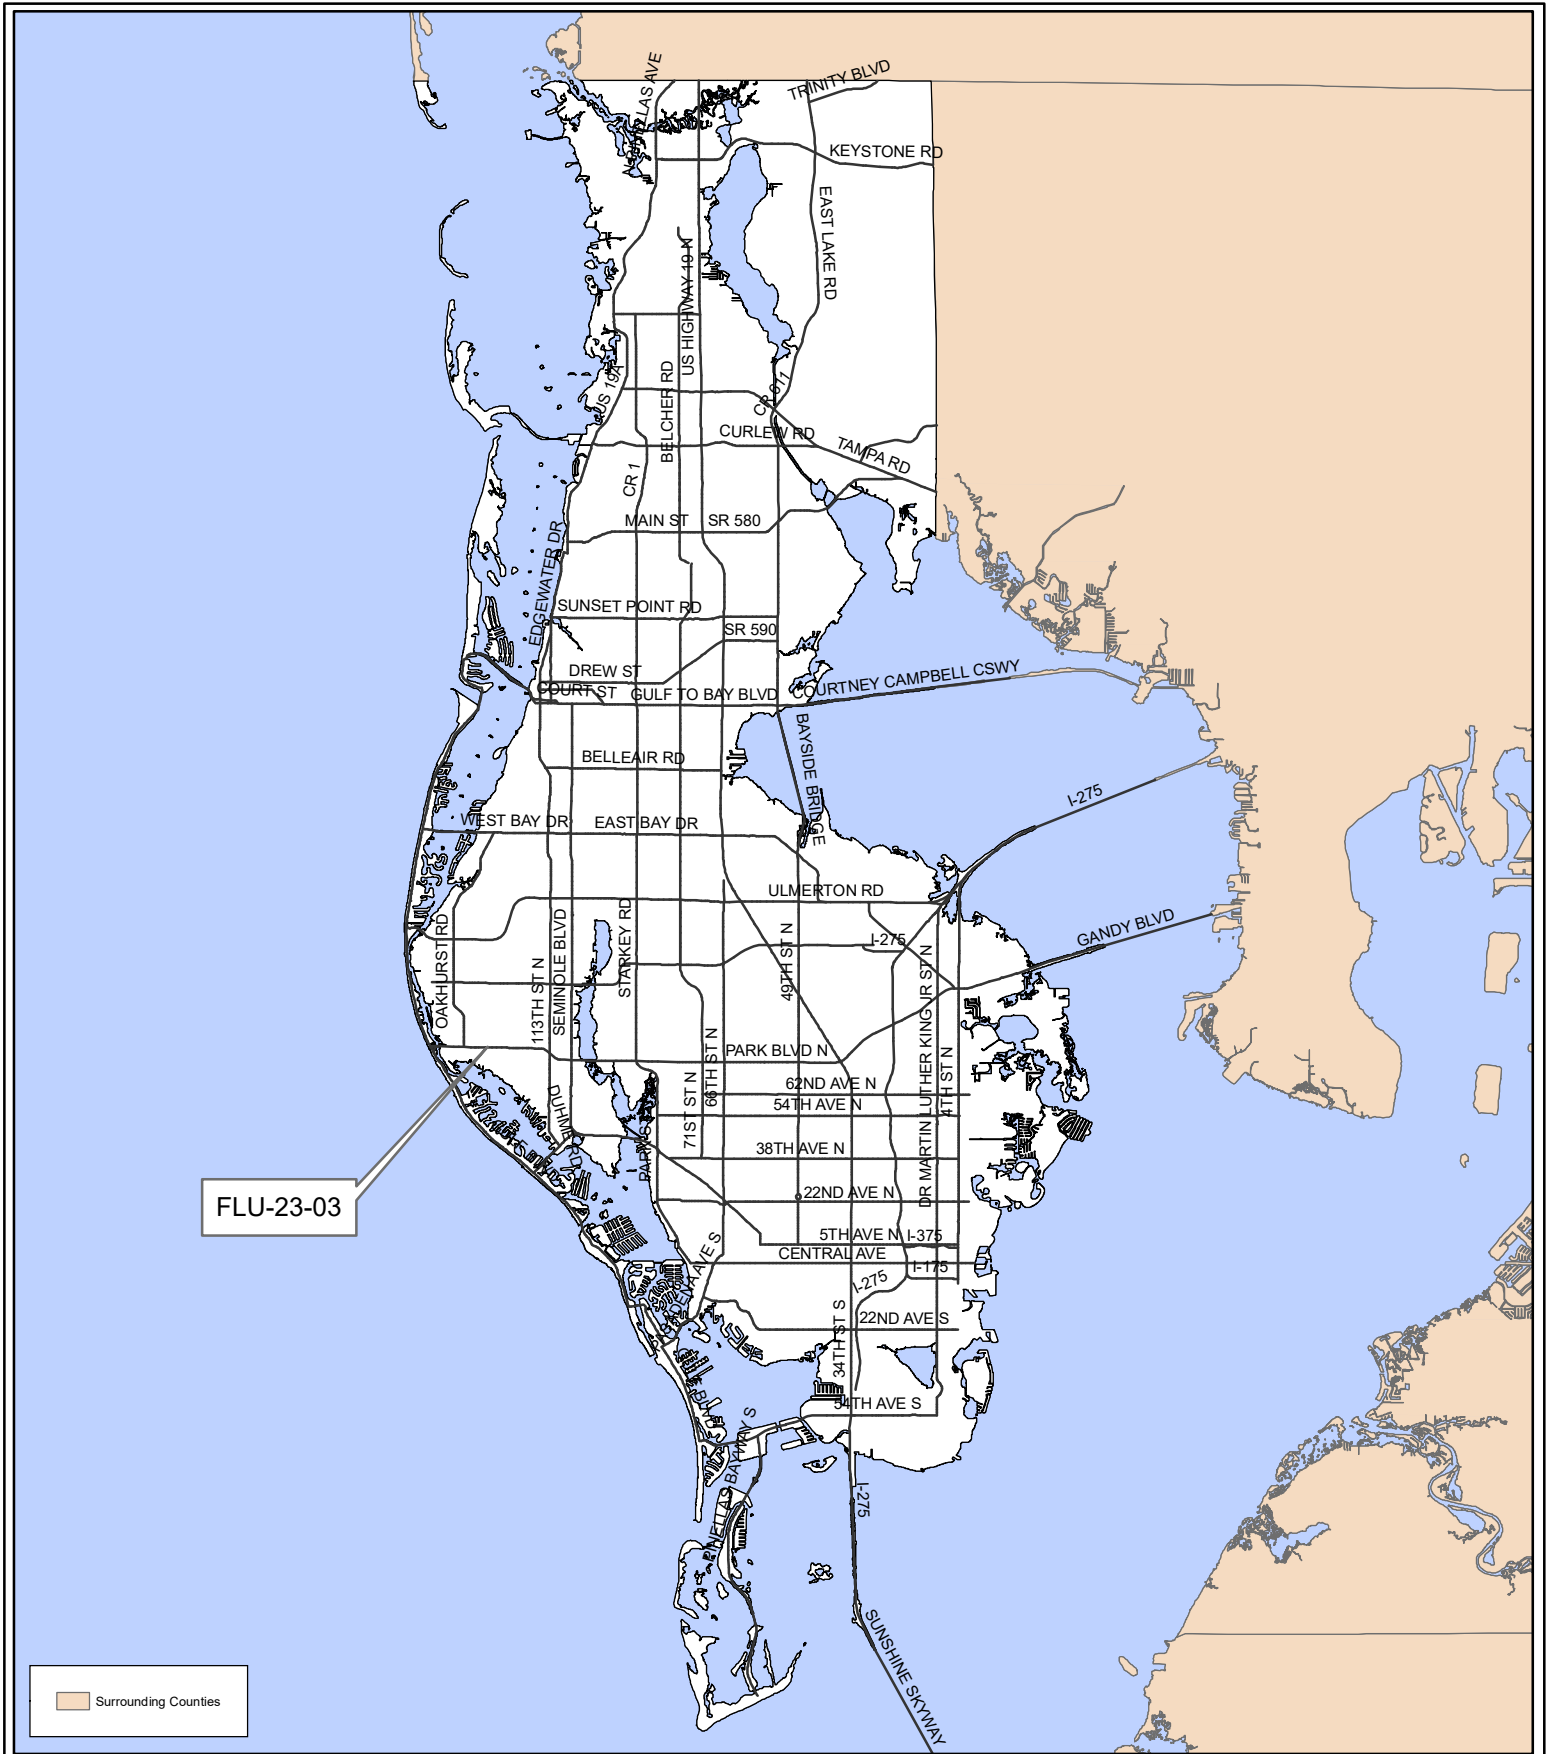 TRINITY BLVD
KEYSTONE RD
EAST LAKE RD
US HIGHWAY 19 N
US 19A
BELCHER RD
CR 611
CURLEW RD
TAMPA RD
CR 1
MAIN ST
SR 580
EDGEWATER DR
SUNSET POINT RD
SR 590
DREW ST
COURT ST
GULF TO BAY BLVD
COURTNEY CAMPBELL CSWY
BAYSIDE BRIDGE
BELLEAIR RD
I-275
WEST BAY DR
EAST BAY DR
ULMERTON RD
OAKHURST RD
113TH ST N
SEMINOLE BLVD
STARKEY RD
49TH ST N
I-275
GANDY BLVD
DR MARTIN LUTHER KING JR ST N
4TH ST N
PARK BLVD N
66TH ST N
71ST ST N
62ND AVE N
54TH AVE N
DUHME RD
PARK ST
38TH AVE N
22ND AVE N
FLU-23-03
5TH AVE N
I-375
CENTRAL AVE
I-175
I-275
34TH ST S
22ND AVE S
54TH AVE S
PINELLAS BAYWAY S
I-275
SUNSHINE SKYWAY
Surrounding Counties